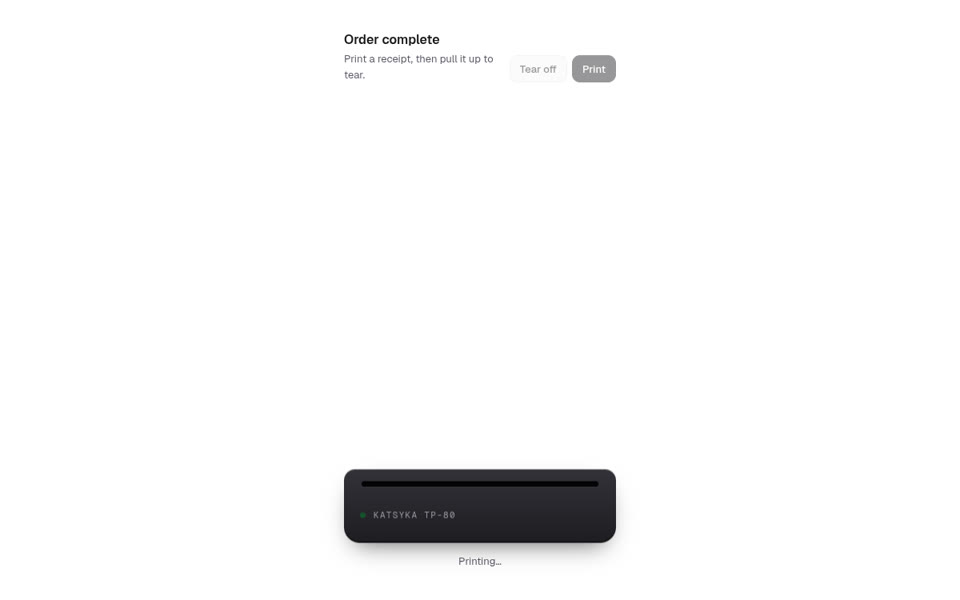 Order complete
Print a receipt, then pull it up to
tear.
Tear off
Print
KATSYKA TP-80
Printing…